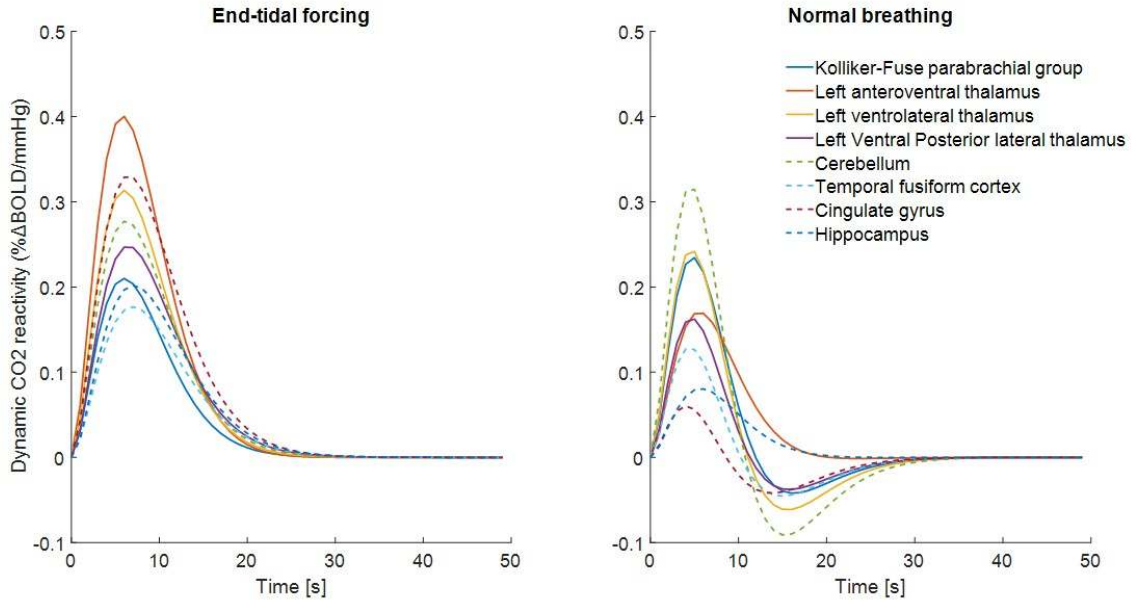 End-tidal forcing
0.5
0.4
0.3
0.2
0.1
0
-0.1
Dynamic CO2 reactivity (%ΔBOLD/mmHg)
0 10 20 30 40 50
Time [s]
Normal breathing
0.5
0.4
0.3
0.2
0.1
0
-0.1
Kolliker-Fuse parabrachial group
Left anteroventral thalamus
Left ventrolateral thalamus
Left Ventral Posterior lateral thalamus
Cerebellum
Temporal fusiform cortex
Cingulate gyrus
Hippocampus
0 10 20 30 40 50
Time [s]